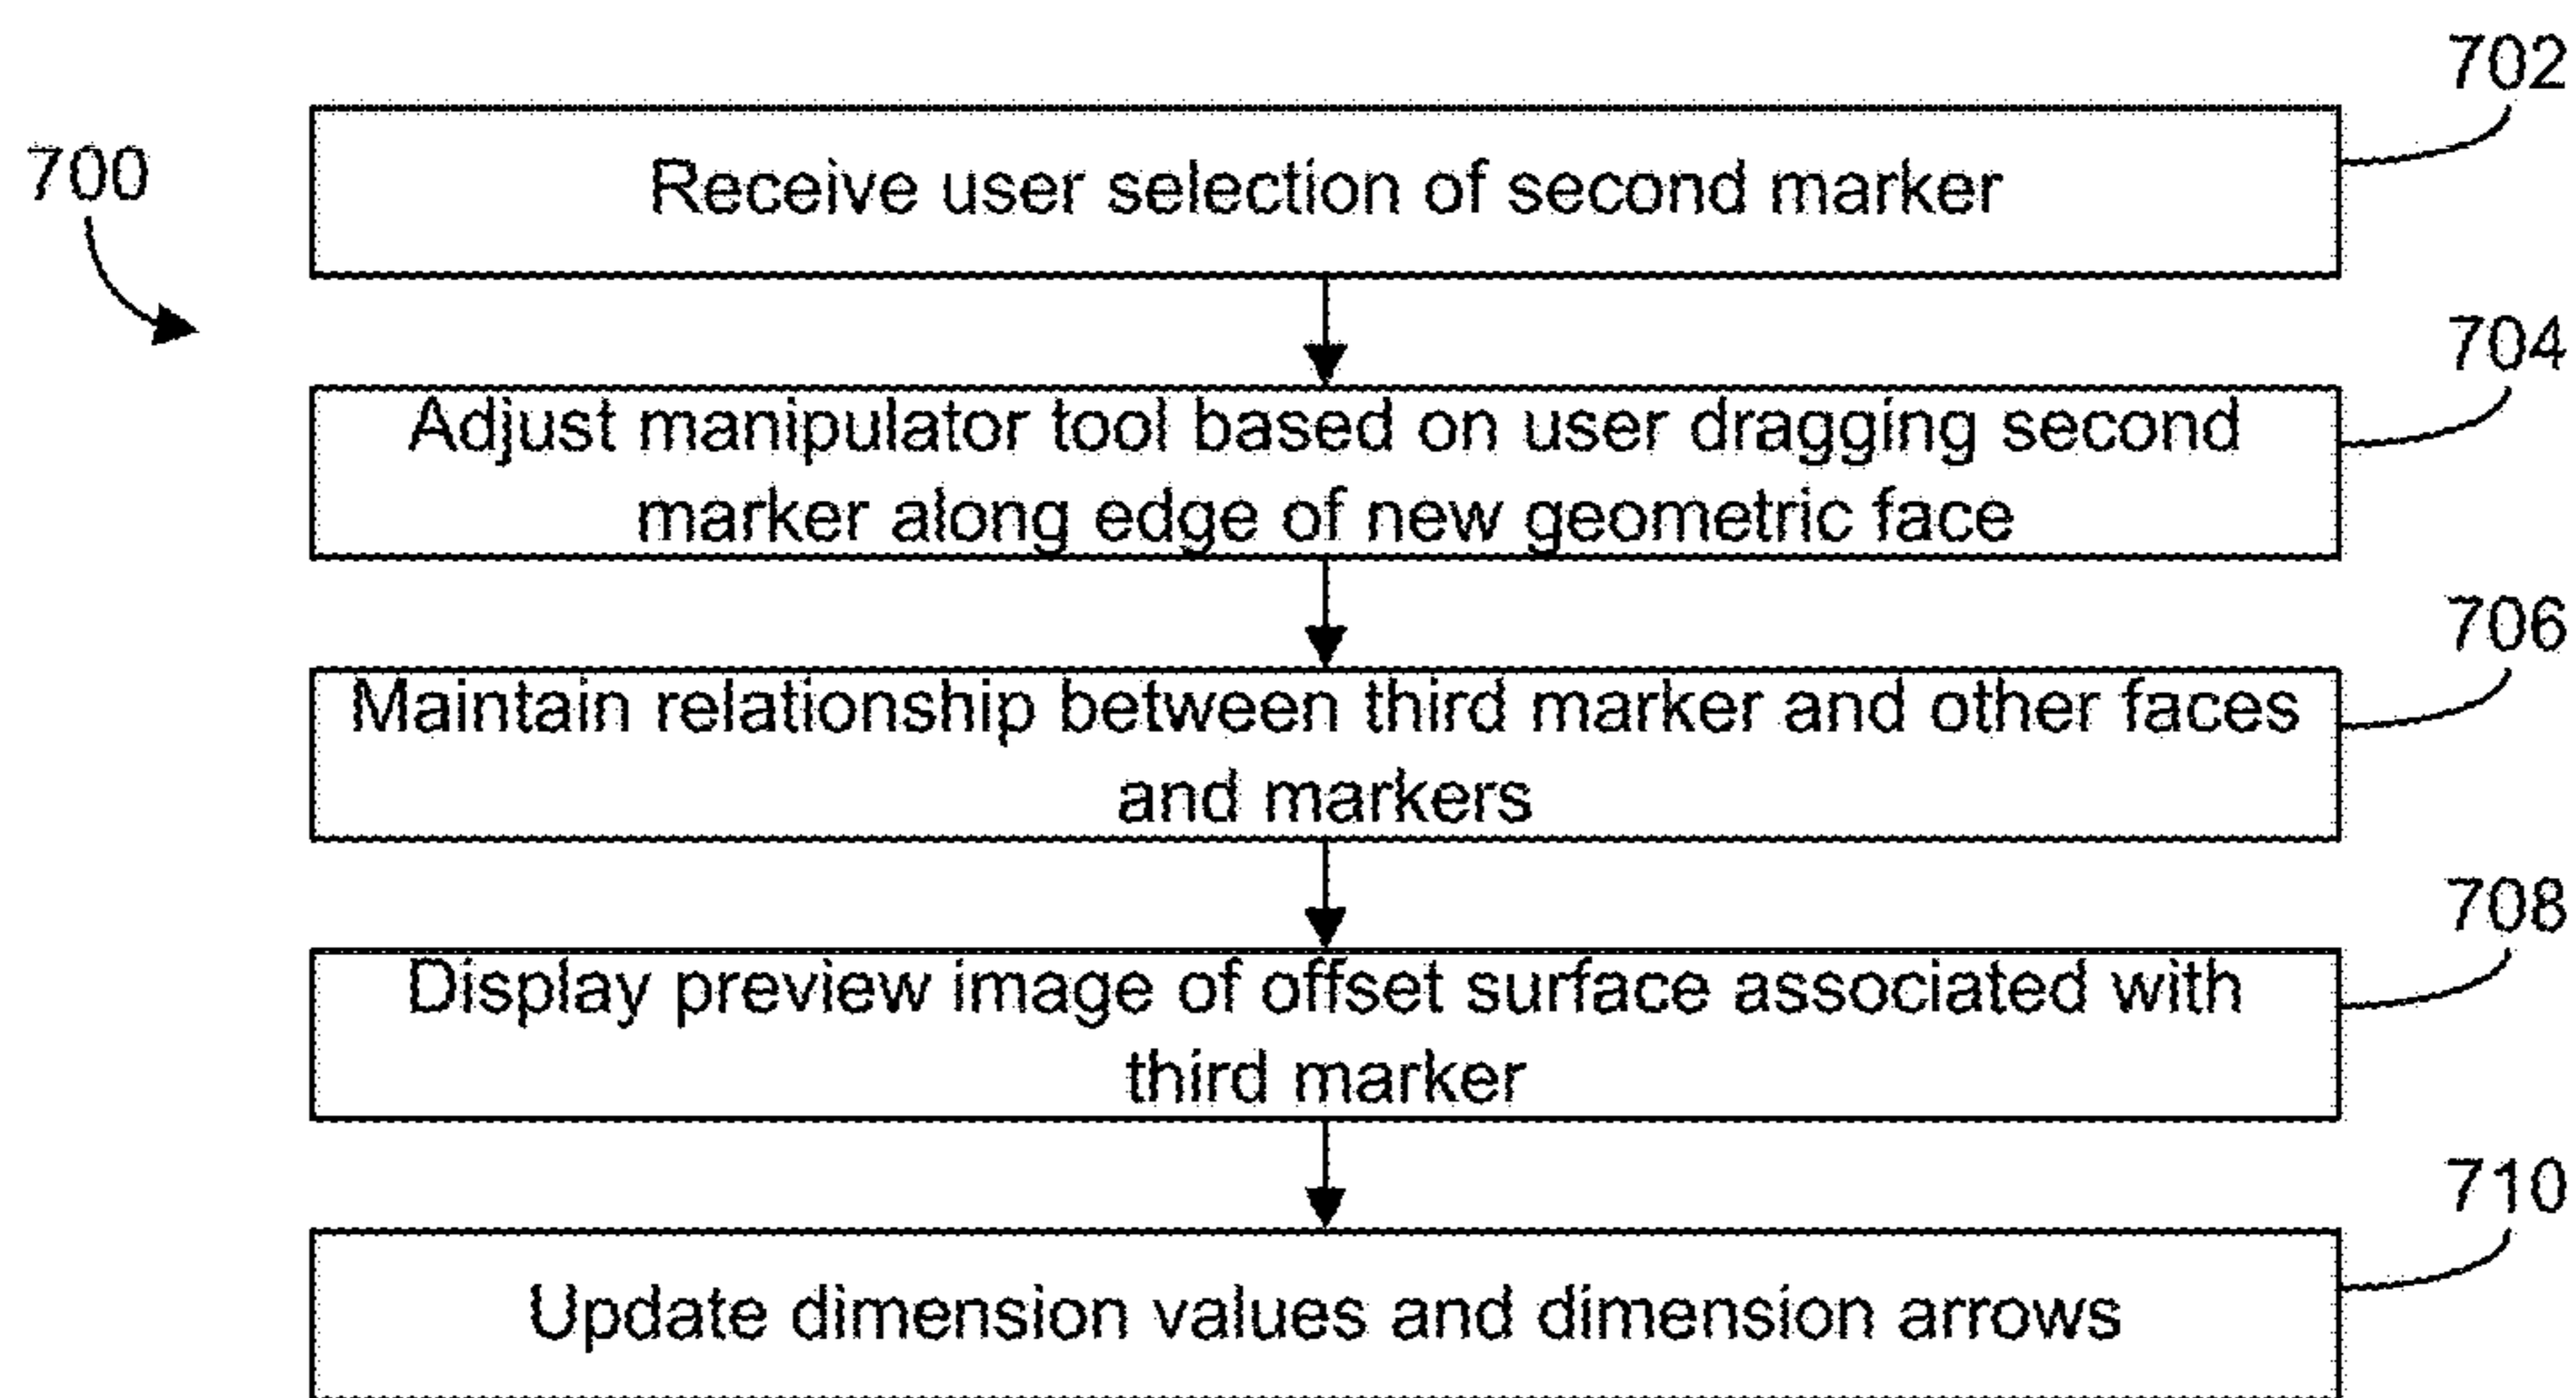 702
700
Receive user selection of second marker
704
Adjust manipulator tool based on user dragging second
marker along edge of new geometric face
706
Maintain relationship between third marker and other faces
and markers
708
Display preview image of offset surface associated with
third marker
710
Update dimension values and dimension arrows